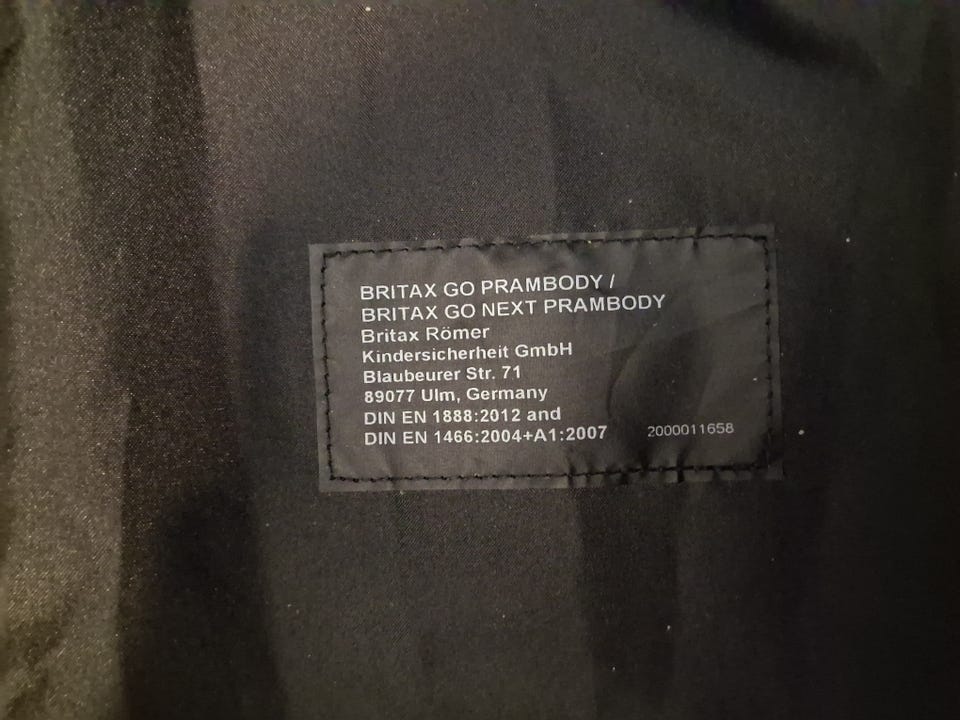 BRITAX GO PRAMBODY /
BRITAX GO NEXT PRAMBODY
Britax Römer
Kindersicherheit GmbH
Blaubeurer Str. 71
89077 Ulm, Germany
DIN EN 1888:2012 and
DIN EN 1466:2004+A1:2007 2000011658